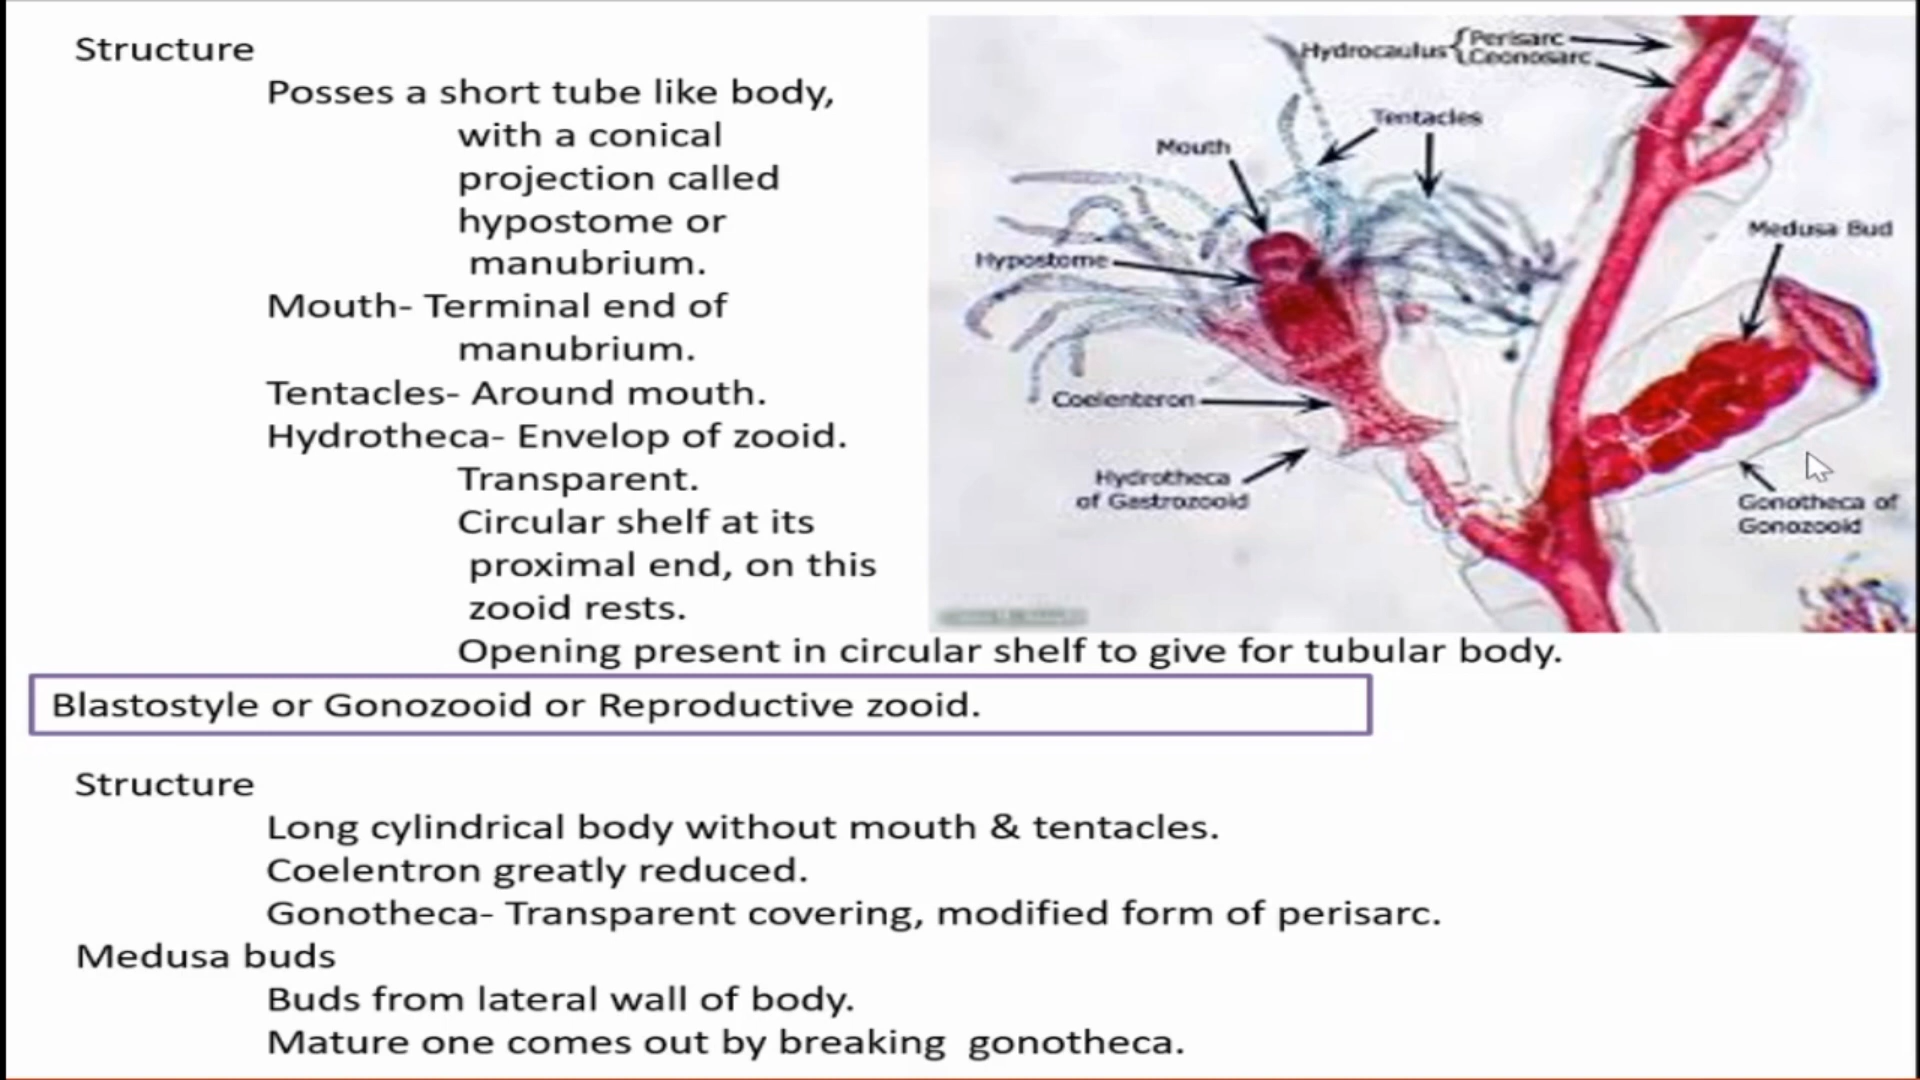 Structure
Posses a short tube like body,
with a conical
projection called
hypostome or
manubrium.
Mouth- Terminal end of
manubrium.
Tentacles- Around mouth.
Hydrotheca- Envelop of zooid.
Transparent.
Circular shelf at its
proximal end, on this
zooid rests.
Opening present in circular shelf to give for tubular body.
Hydrocaulus { Perisarc
Ceonosarc
Tentacles
Mouth
Medusa Bud
Hypostome
Coelenteron
Hydrotheca
of Gastrozooid
Gonotheca of
Gonozooid
Blastostyle or Gonozooid or Reproductive zooid.
Structure
Long cylindrical body without mouth & tentacles.
Coelentron greatly reduced.
Gonotheca- Transparent covering, modified form of perisarc.
Medusa buds
Buds from lateral wall of body.
Mature one comes out by breaking gonotheca.